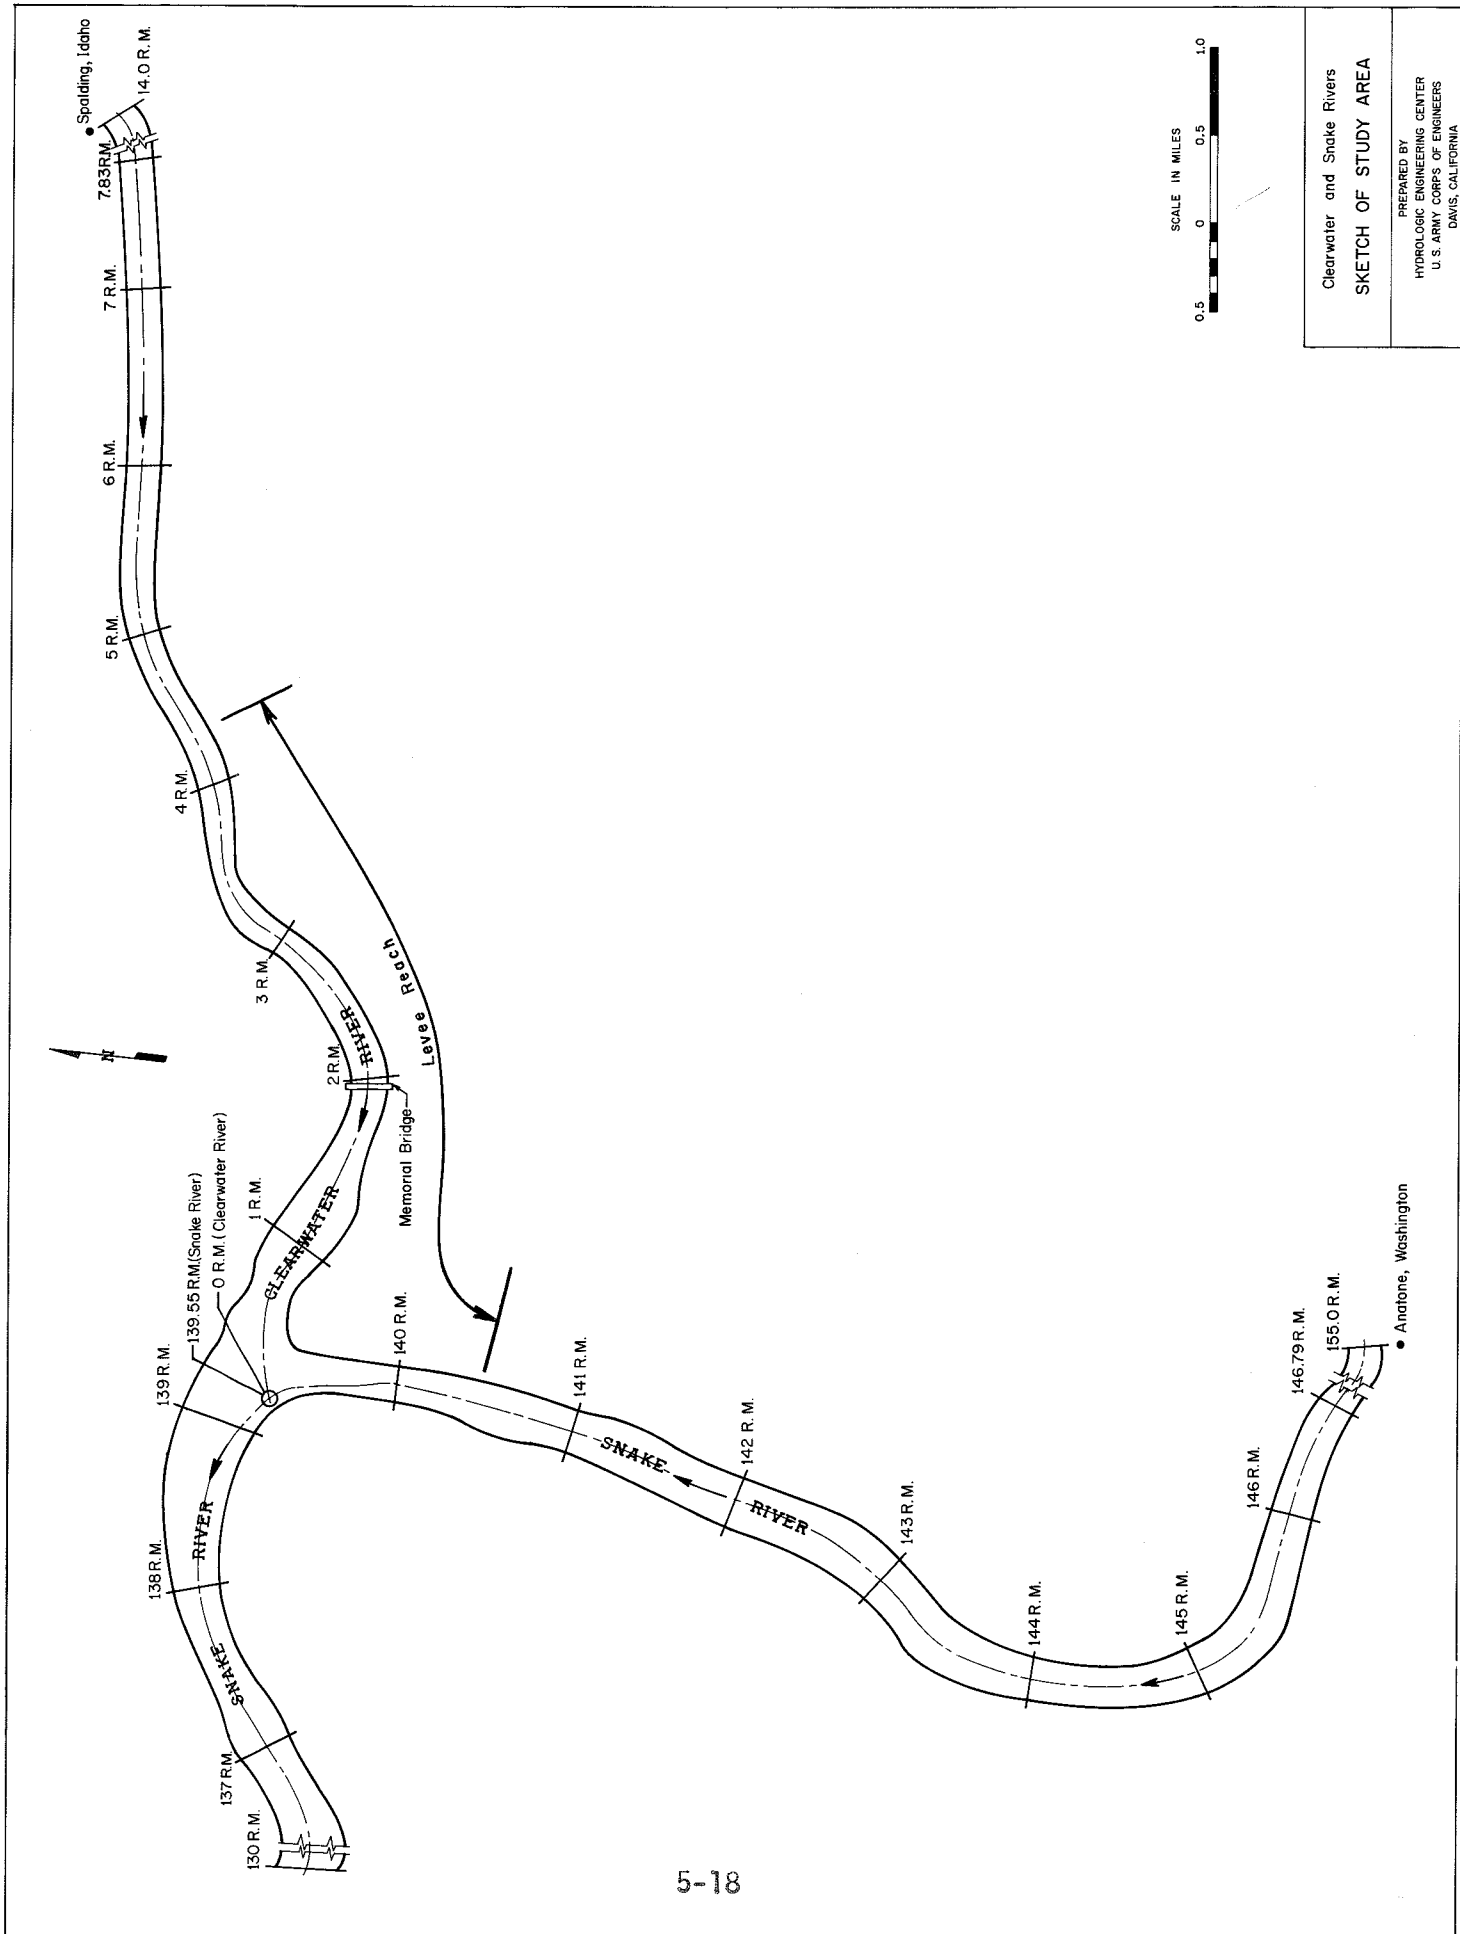 Spalding, Idaho
14.0 R.M.
7.83 R.M.
7 R.M.
6 R.M.
5 R.M.
4 R.M.
3 R.M.
2 R.M.
1 R.M.
RIVER
CLEARWATER
Memorial Bridge
Levee Reach
N
139.55 R.M.(Snake River)
0 R.M. (Clearwater River)
139 R.M.
138 R.M.
137 R.M.
130 R.M.
RIVER
SNAKE
140 R.M.
141 R.M.
SNAKE
142 R.M.
RIVER
143 R.M.
144 R.M.
145 R.M.
146 R.M.
146.79 R.M.
155.0 R.M.
Anatone, Washington
SCALE IN MILES
0.5 0 0.5 1.0
Clearwater and Snake Rivers
SKETCH OF STUDY AREA
PREPARED BY
HYDROLOGIC ENGINEERING CENTER
U. S. ARMY CORPS OF ENGINEERS
DAVIS, CALIFORNIA
5-18